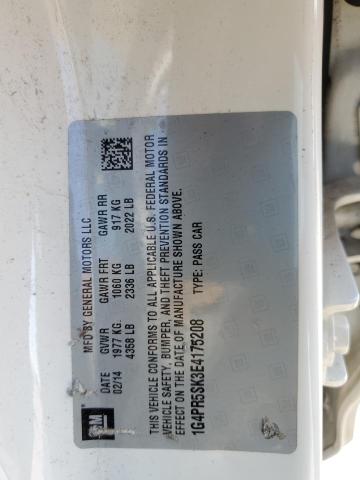 GM
MFD BY GENERAL MOTORS LLC
DATE GVWR GAWR FRT GAWR RR
02/14 1977 KG. 1060 KG 917 KG
4358 LB 2336 LB 2022 LB
THIS VEHICLE CONFORMS TO ALL APPLICABLE U.S. FEDERAL MOTOR
VEHICLE SAFETY, BUMPER, AND THEFT PREVENTION STANDARDS IN
EFFECT ON THE DATE OF MANUFACTURE SHOWN ABOVE.
1G4PR5SK3E4175208 TYPE: PASS CAR